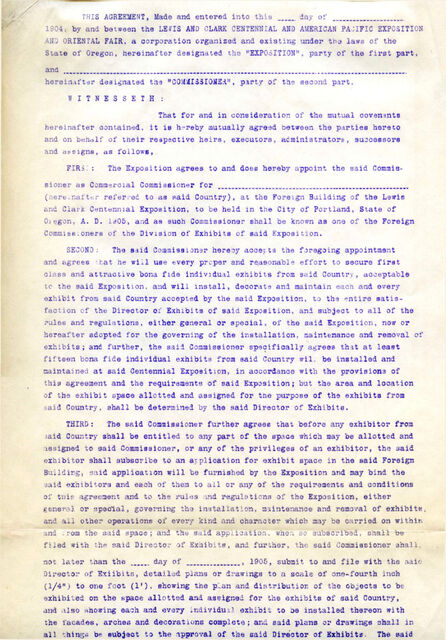 THIS AGREEMENT, Made and entered into this _____ day of _______________
1904, by and between the LEWIS AND CLARK CENTENNIAL AND AMERICAN PACIFIC EXPOSITION
AND ORIENTAL FAIR, a corporation organized and existing under the laws of the
State of Oregon, hereinafter designated the "EXPOSITION", party of the first part,
and _______________
hereinafter designated the "COMMISSIONER", party of the second part,
W I T N E S S E T H :
That for and in consideration of the mutual covenants
hereinafter contained, it is hereby mutually agreed between the parties hereto
and on behalf of their respective heirs, executors, administrators, successors
and assigns, as follows,
FIRST: The Exposition agrees to and does hereby appoint the said Commis-
sioner as Commercial Commissioner for _______________
(hereinafter referred to as said Country), at the Foreign Building of the Lewis
and Clark Centennial Exposition, to be held in the City of Portland, State of
Oregon, A. D. 1905, and as such Commissioner shall be known as one of the Foreign
Commissioners of the Division of Exhibits of said Exposition.
SECOND: The said Commissioner hereby accepts the foregoing appointment
and agrees that he will use every proper and reasonable effort to secure first
class and attractive bona fide individual exhibits from said Country, acceptable
to the said Exposition, and will install, decorate and maintain each and every
exhibit from said Country accepted by the said Exposition, to the entire satis-
faction of the Director of Exhibits of said Exposition, and subject to all of the
rules and regulations, either general or special, of the said Exposition, now or
hereafter adopted for the governing of the installation, maintenance and removal of
exhibits; and further, the said Commissioner specifically agrees that at least
fifteen bona fide individual exhibits from said Country will be installed and
maintained at said Centennial Exposition, in accordance with the provisions of
this agreement and the requirements of said Exposition; but the area and location
of the exhibit space allotted and assigned for the purpose of the exhibits from
said Country, shall be determined by the said Director of Exhibits.
THIRD: The said Commissioner further agrees that before any exhibitor from
said Country shall be entitled to any part of the space which may be allotted and
assigned to said Commissioner, or any of the privileges of an exhibitor, the said
exhibitor shall subscribe to an application for exhibit space in the said Foreign
Building, said application will be furnished by the Exposition and may bind the
said exhibitors and each of them to all or any of the requirements and conditions
of this agreement and to the rules and regulations of the Exposition, either
general or special, governing the installation, maintenance and removal of exhibits,
and all other operations of every kind and character which may be carried on within
and from the said space; and the said application, when so subscribed, shall be
filed with the said Director of Exhibits, and further, the said Commissioner shall,
not later than the _____ day of _______________, 1905, submit to and file with the said
Director of Exhibits, detailed plans or drawings to a scale of one-fourth inch
(1/4") to one foot (1'), showing the plan and distribution of the objects to be
exhibited on the space allotted and assigned for the exhibits of said Country,
and also showing each and every individual exhibit to be installed thereon with
the facades, arches and decorations complete; and said plans or drawings shall in
all things be subject to the approval of the said Director of Exhibits. The said